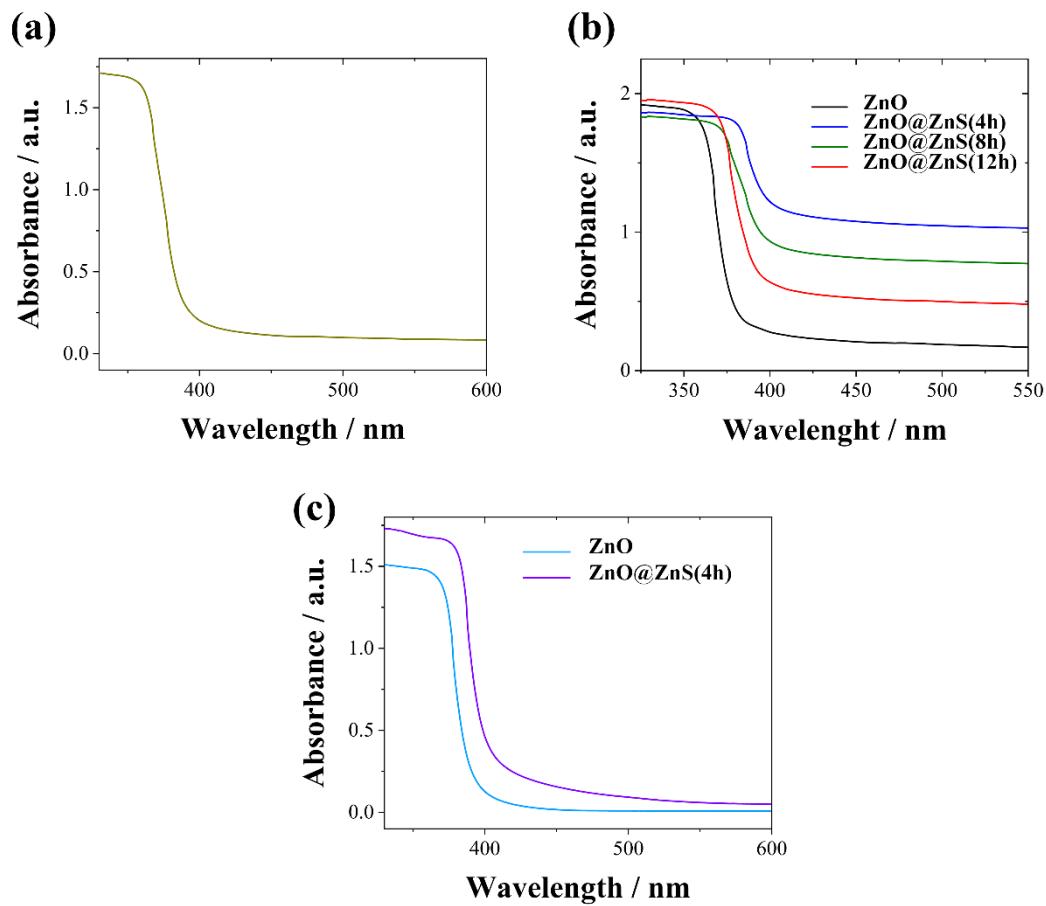 (a)
Absorbance / a.u.
1.5
1.0
0.5
0.0
400
500
600
Wavelength / nm
(b)
Absorbance / a.u.
2
1
0
350
400
450
500
550
Wavelenght / nm
ZnO
ZnO@ZnS(4h)
ZnO@ZnS(8h)
ZnO@ZnS(12h)
(c)
Absorbance / a.u.
1.5
1.0
0.5
0.0
400
500
600
Wavelength / nm
ZnO
ZnO@ZnS(4h)